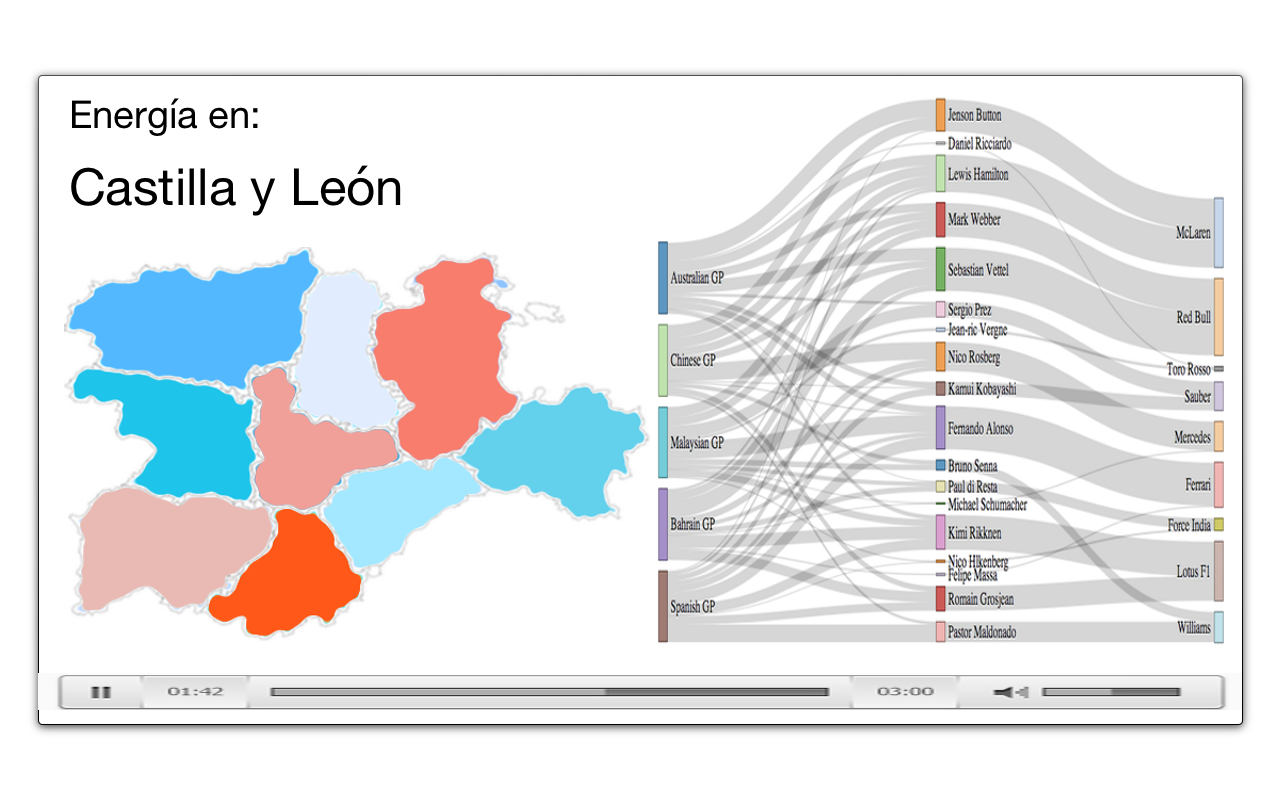 Energía en:
Castilla y León
Jenson Button
Daniel Ricciardo
Lewis Hamilton
Mark Webber
Sebastian Vettel
Sergio Prez
Jean-ric Vergne
Nico Rosberg
Kamui Kobayashi
Fernando Alonso
Bruno Senna
Paul di Resta
Michael Schumacher
Kimi Rikknen
Nico Hlkenberg
Felipe Massa
Romain Grosjean
Pastor Maldonado
Australian GP
Chinese GP
Malaysian GP
Bahrain GP
Spanish GP
McLaren
Red Bull
Toro Rosso
Sauber
Mercedes
Ferrari
Force India
Lotus F1
Williams
01:42
03:00